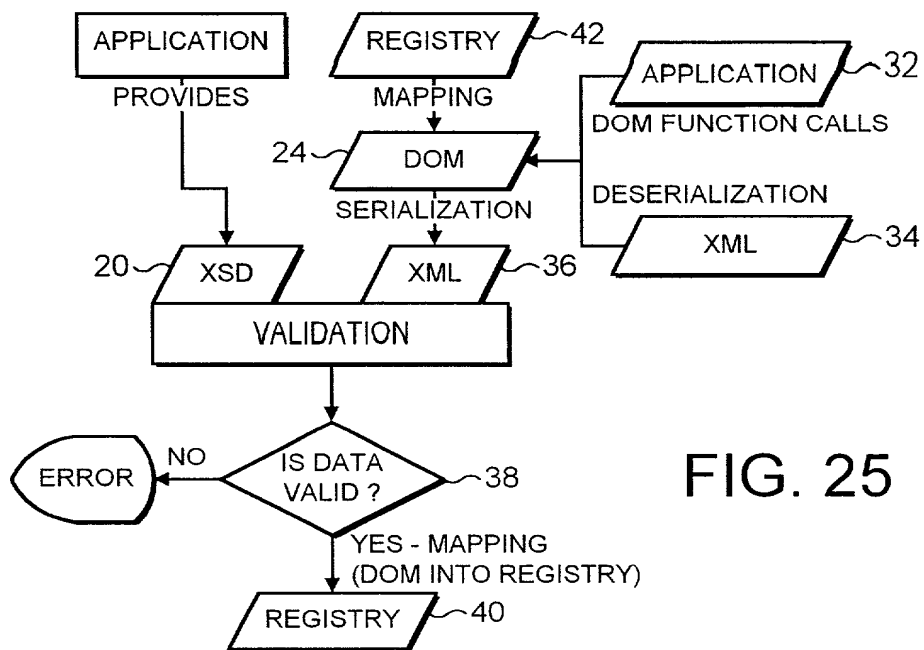 APPLICATION
REGISTRY
42
APPLICATION
32
PROVIDES
MAPPING
DOM FUNCTION CALLS
24
DOM
DESERIALIZATION
SERIALIZATION
XML
34
20
XSD
XML
36
VALIDATION
IS DATA
VALID ?
38
NO
ERROR
FIG. 25
YES - MAPPING
(DOM INTO REGISTRY)
REGISTRY
40